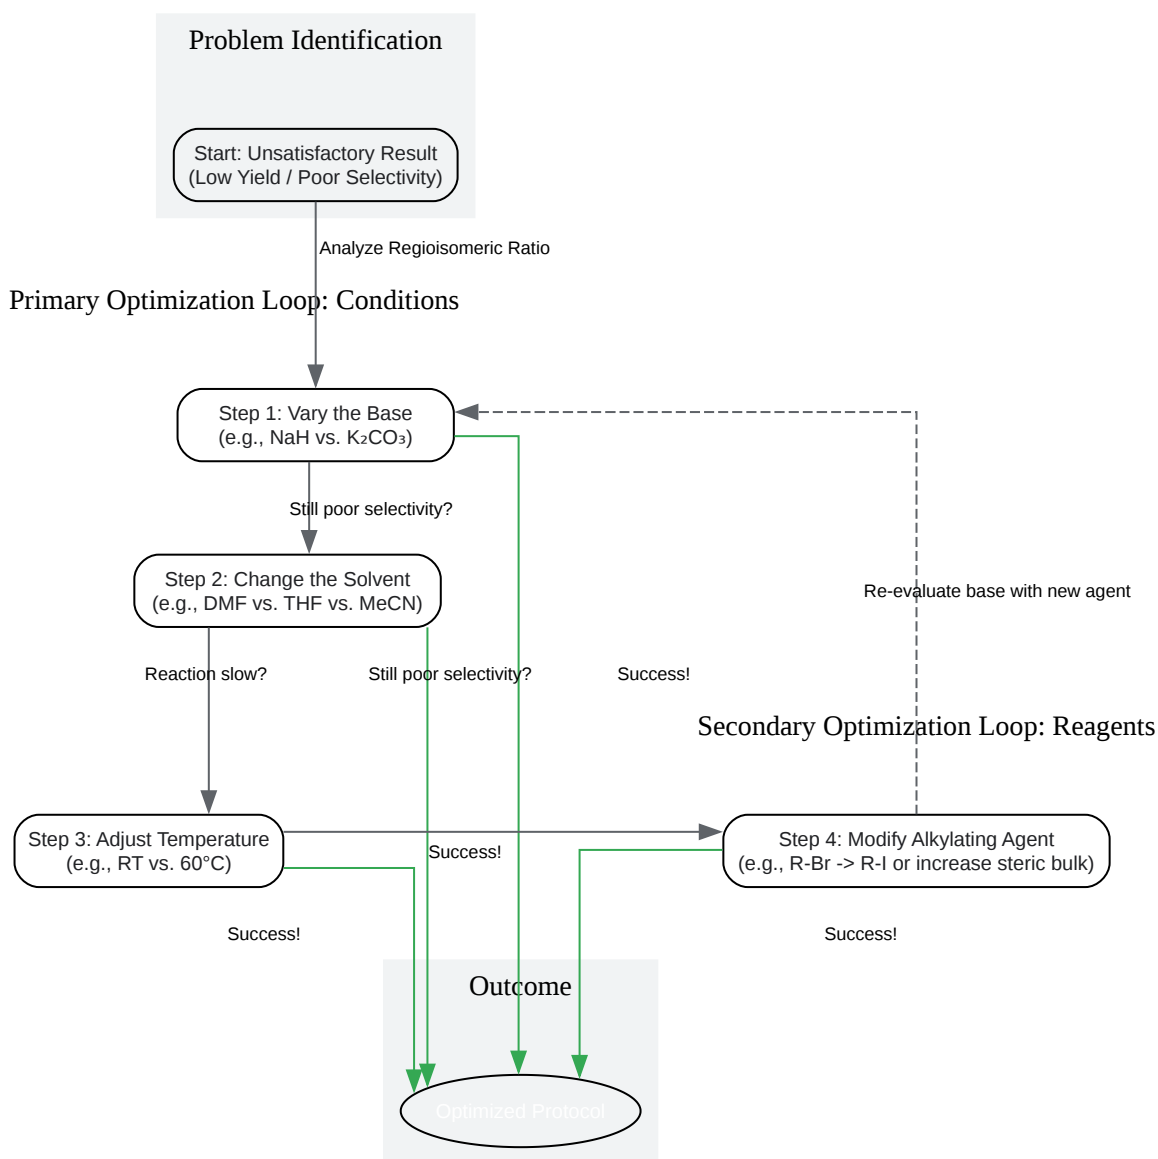 Problem Identification
Start: Unsatisfactory Result
(Low Yield / Poor Selectivity)
Analyze Regioisomeric Ratio
Primary Optimization Loop: Conditions
Step 1: Vary the Base
(e.g., NaH vs. K₂CO₃)
Still poor selectivity?
Step 2: Change the Solvent
(e.g., DMF vs. THF vs. MeCN)
Re-evaluate base with new agent
Reaction slow?
Still poor selectivity?
Success!
Secondary Optimization Loop: Reagents
Step 3: Adjust Temperature
(e.g., RT vs. 60°C)
Success!
Step 4: Modify Alkylating Agent
(e.g., R-Br -> R-I or increase steric bulk)
Success!
Success!
Outcome
Optimized Protocol